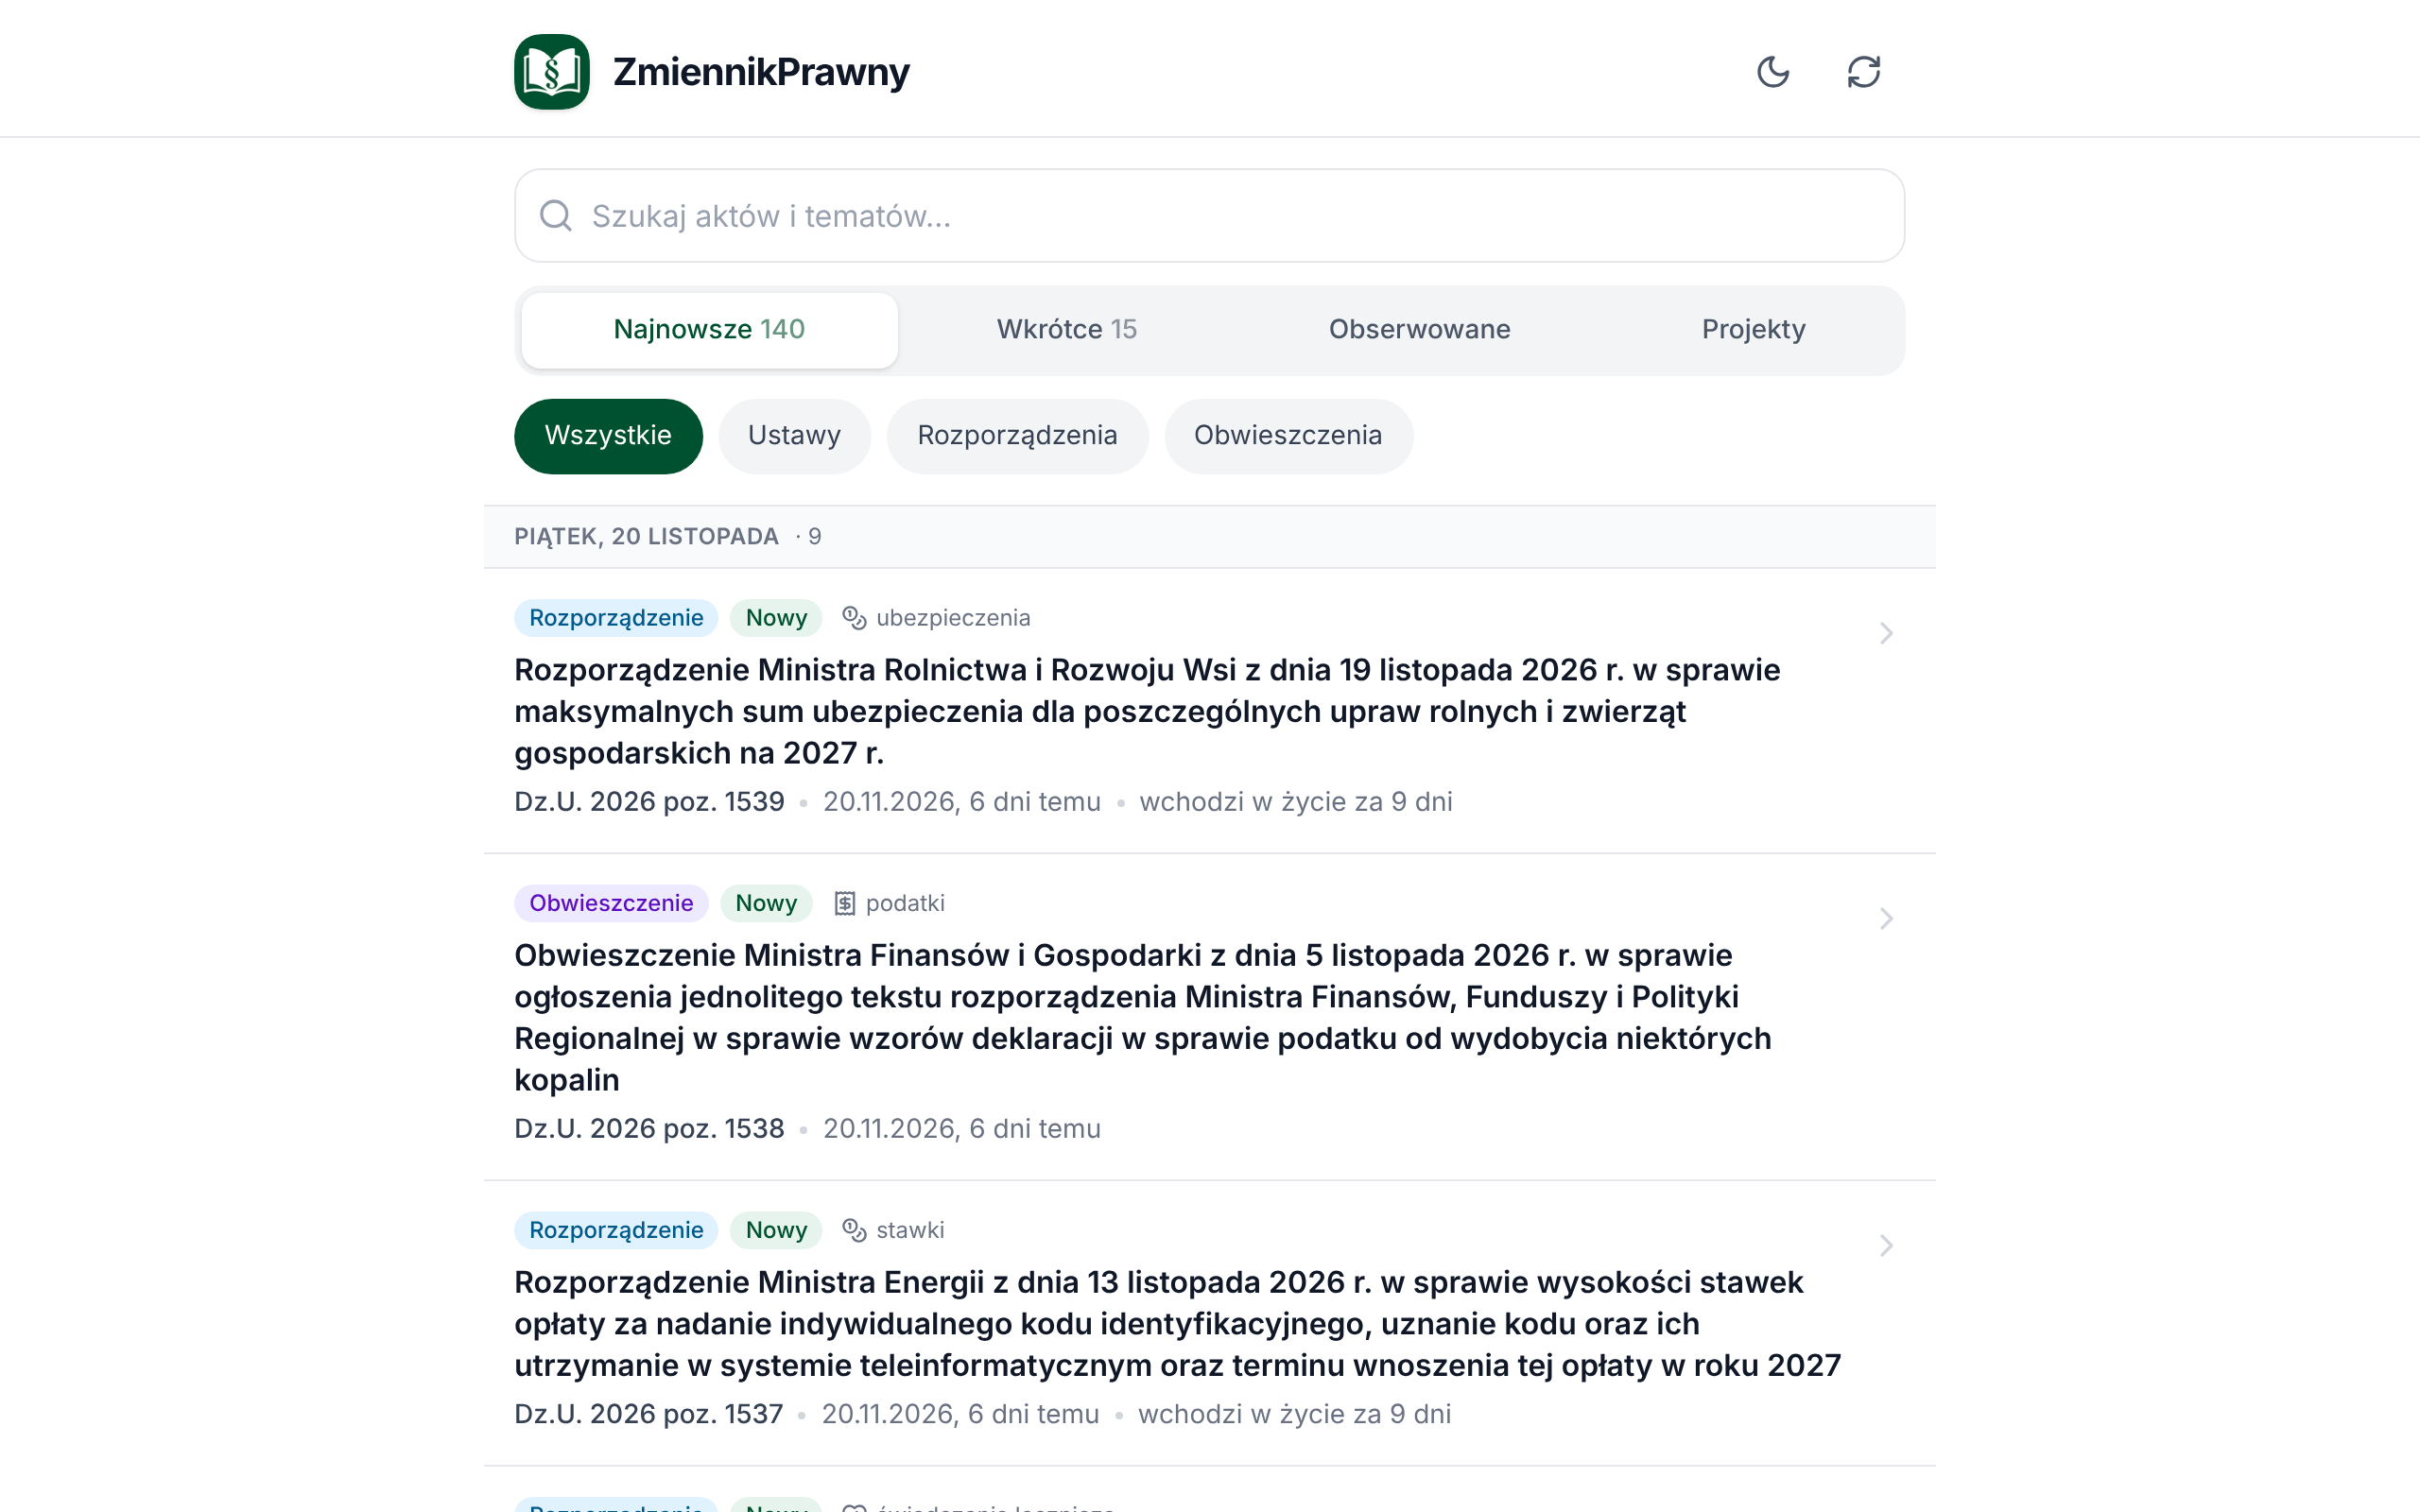 ZmiennikPrawny
Szukaj aktów i tematów...
Najnowsze 140
Wkrótce 15
Obserwowane
Projekty
Wszystkie
Ustawy
Rozporządzenia
Obwieszczenia
PIĄTEK, 20 LISTOPADA · 9
Rozporządzenie Nowy ubezpieczenia
Rozporządzenie Ministra Rolnictwa i Rozwoju Wsi z dnia 19 listopada 2026 r. w sprawie
maksymalnych sum ubezpieczenia dla poszczególnych upraw rolnych i zwierząt
gospodarskich na 2027 r.
Dz.U. 2026 poz. 1539 • 20.11.2026, 6 dni temu • wchodzi w życie za 9 dni
Obwieszczenie Nowy podatki
Obwieszczenie Ministra Finansów i Gospodarki z dnia 5 listopada 2026 r. w sprawie
ogłoszenia jednolitego tekstu rozporządzenia Ministra Finansów, Funduszy i Polityki
Regionalnej w sprawie wzorów deklaracji w sprawie podatku od wydobycia niektórych
kopalin
Dz.U. 2026 poz. 1538 • 20.11.2026, 6 dni temu
Rozporządzenie Nowy stawki
Rozporządzenie Ministra Energii z dnia 13 listopada 2026 r. w sprawie wysokości stawek
opłaty za nadanie indywidualnego kodu identyfikacyjnego, uznanie kodu oraz ich
utrzymanie w systemie teleinformatycznym oraz terminu wnoszenia tej opłaty w roku 2027
Dz.U. 2026 poz. 1537 • 20.11.2026, 6 dni temu • wchodzi w życie za 9 dni
Rozporządzenie Nowy